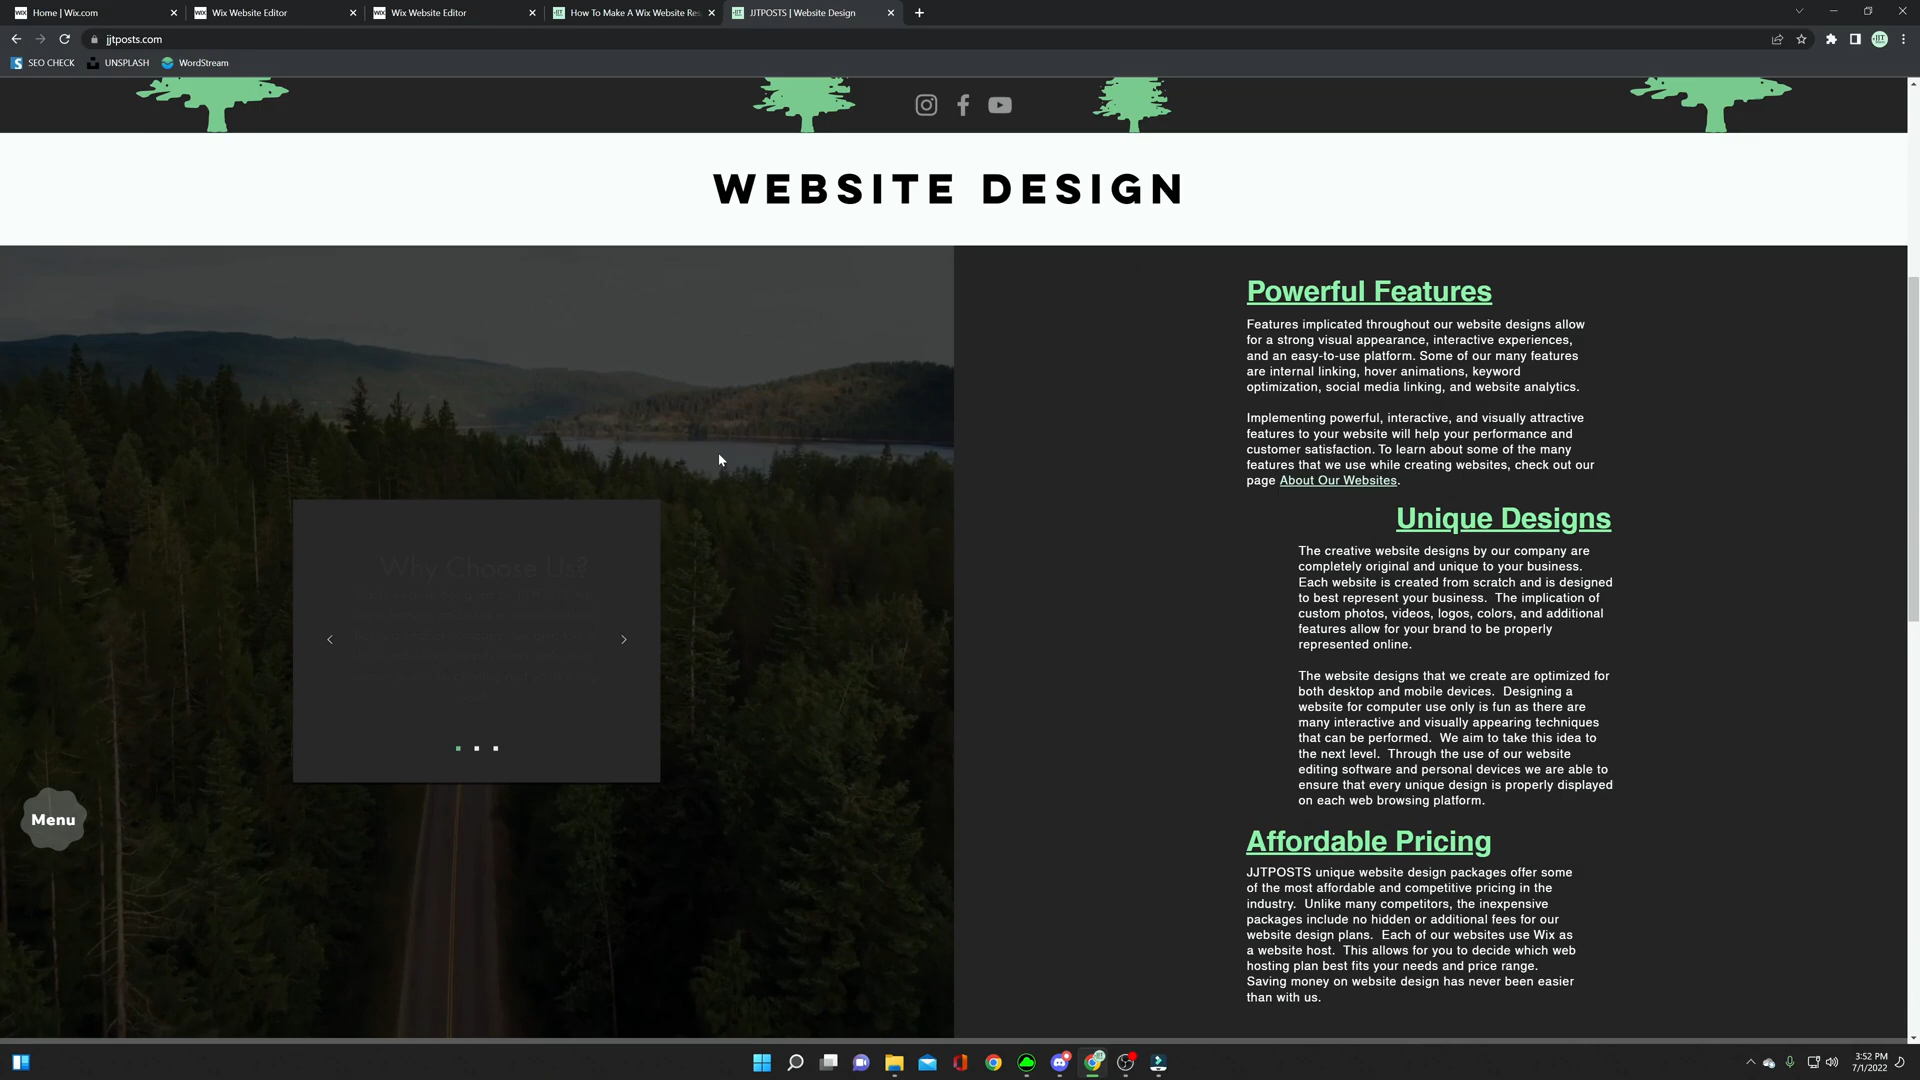 Home | Wix.com
Wix Website Editor
Wix Website Editor
How To Make A Wix Website Res
JJTPOSTS | Website Design
jjtposts.com
SEO CHECK
UNSPLASH
WordStream
WEBSITE DESIGN
Powerful Features
Features implicated throughout our website designs allow
for a strong visual appearance, interactive experiences,
and an easy-to-use platform. Some of our many features
are internal linking, hover animations, keyword
optimization, social media linking, and website analytics.
Implementing powerful, interactive, and visually attractive
features to your website will help your performance and
customer satisfaction. To learn about some of the many
features that we use while creating websites, check out our
page About Our Websites.
Unique Designs
The creative website designs by our company are
completely original and unique to your business.
Each website is created from scratch and is designed
to best represent your business. The implication of
custom photos, videos, logos, colors, and additional
features allow for your brand to be properly
represented online.
The website designs that we create are optimized for
both desktop and mobile devices. Designing a
website for computer use only is fun as there are
many interactive and visually appearing techniques
that can be performed. We aim to take this idea to
the next level. Through the use of our website
editing software and personal devices we are able to
ensure that every unique design is properly displayed
on each web browsing platform.
Affordable Pricing
JJTPOSTS unique website design packages offer some
of the most affordable and competitive pricing in the
industry. Unlike many competitors, the inexpensive
packages include no hidden or additional fees for our
website design plans. Each of our websites use Wix as
a website host. This allows for you to decide which web
hosting plan best fits your needs and price range.
Saving money on website design has never been easier
than with us.
Why Choose Us?
Menu
3:52 PM
7/1/2022